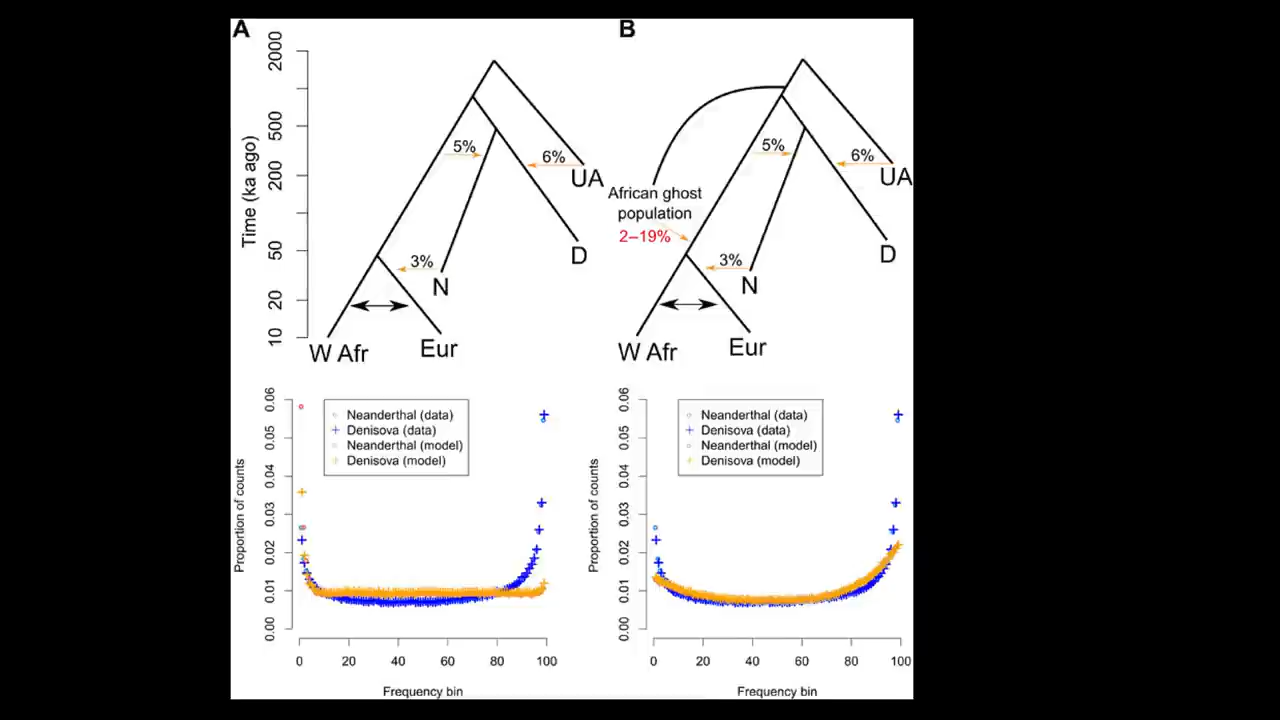 A
B
Time (ka ago)
2000
500
200
50
20
10
5%
6%
UA
3%
N
D
W Afr
Eur
5%
6%
UA
African ghost
population
2–19%
3%
N
D
W Afr
Eur
Proportion of counts
0.06
0.05
0.04
0.03
0.02
0.01
0.00
Neanderthal (data)
Denisova (data)
Neanderthal (model)
Denisova (model)
0 20 40 60 80 100
Frequency bin
Proportion of counts
0.06
0.05
0.04
0.03
0.02
0.01
0.00
Neanderthal (data)
Denisova (data)
Neanderthal (model)
Denisova (model)
0 20 40 60 80 100
Frequency bin